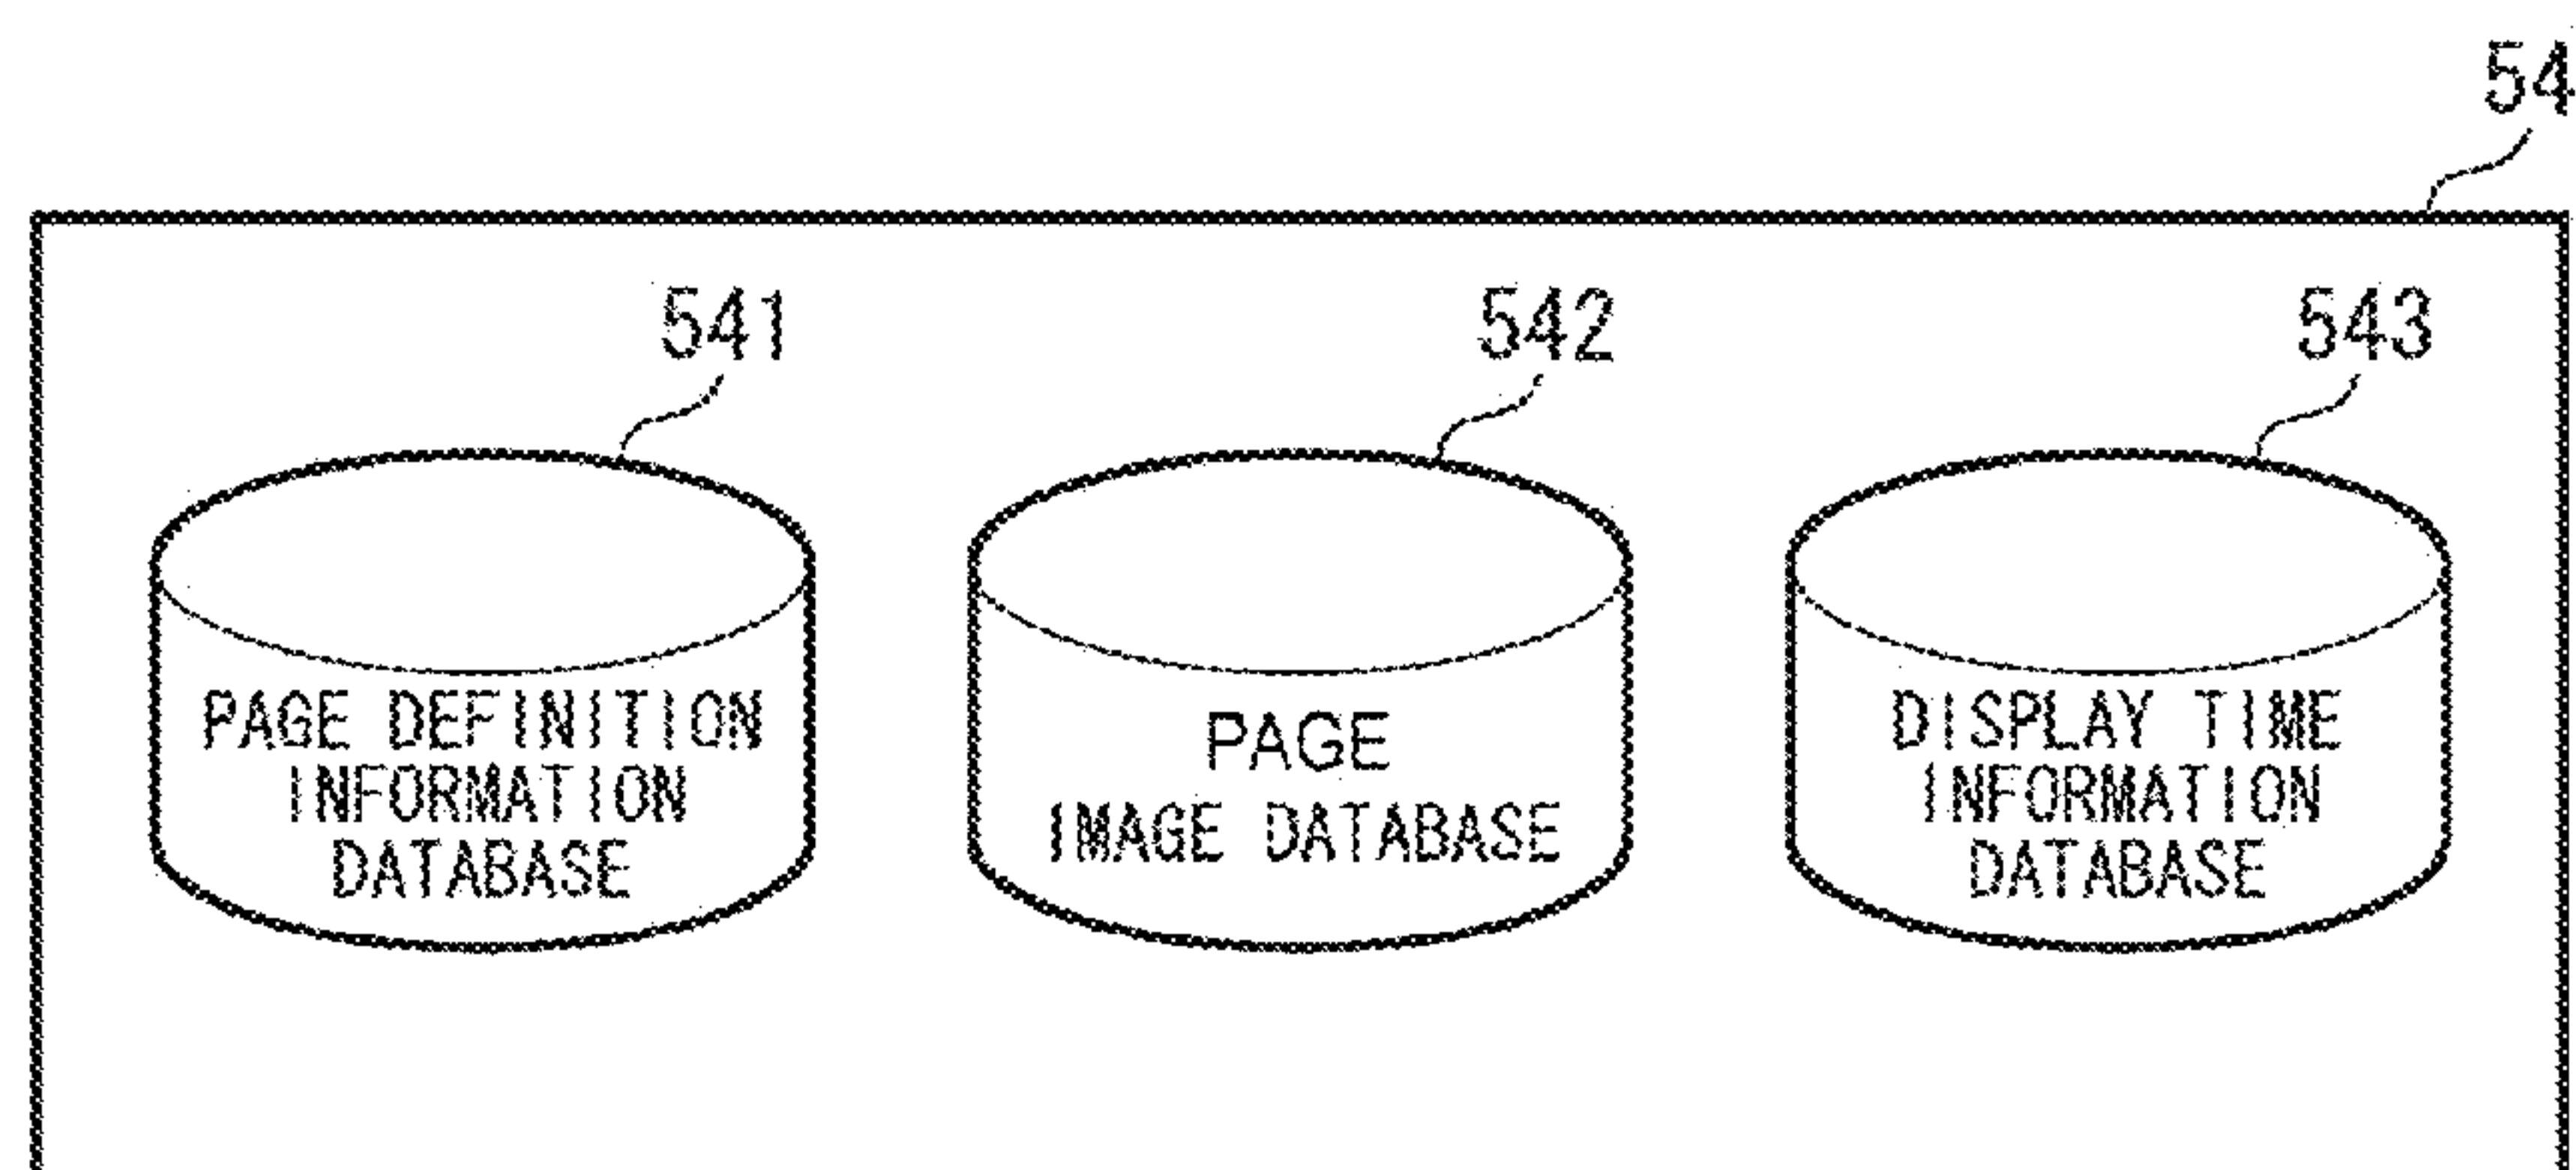 54
541
542
543
PAGE DEFINITION
INFORMATION
DATABASE
PAGE
IMAGE DATABASE
DISPLAY TIME
INFORMATION
DATABASE